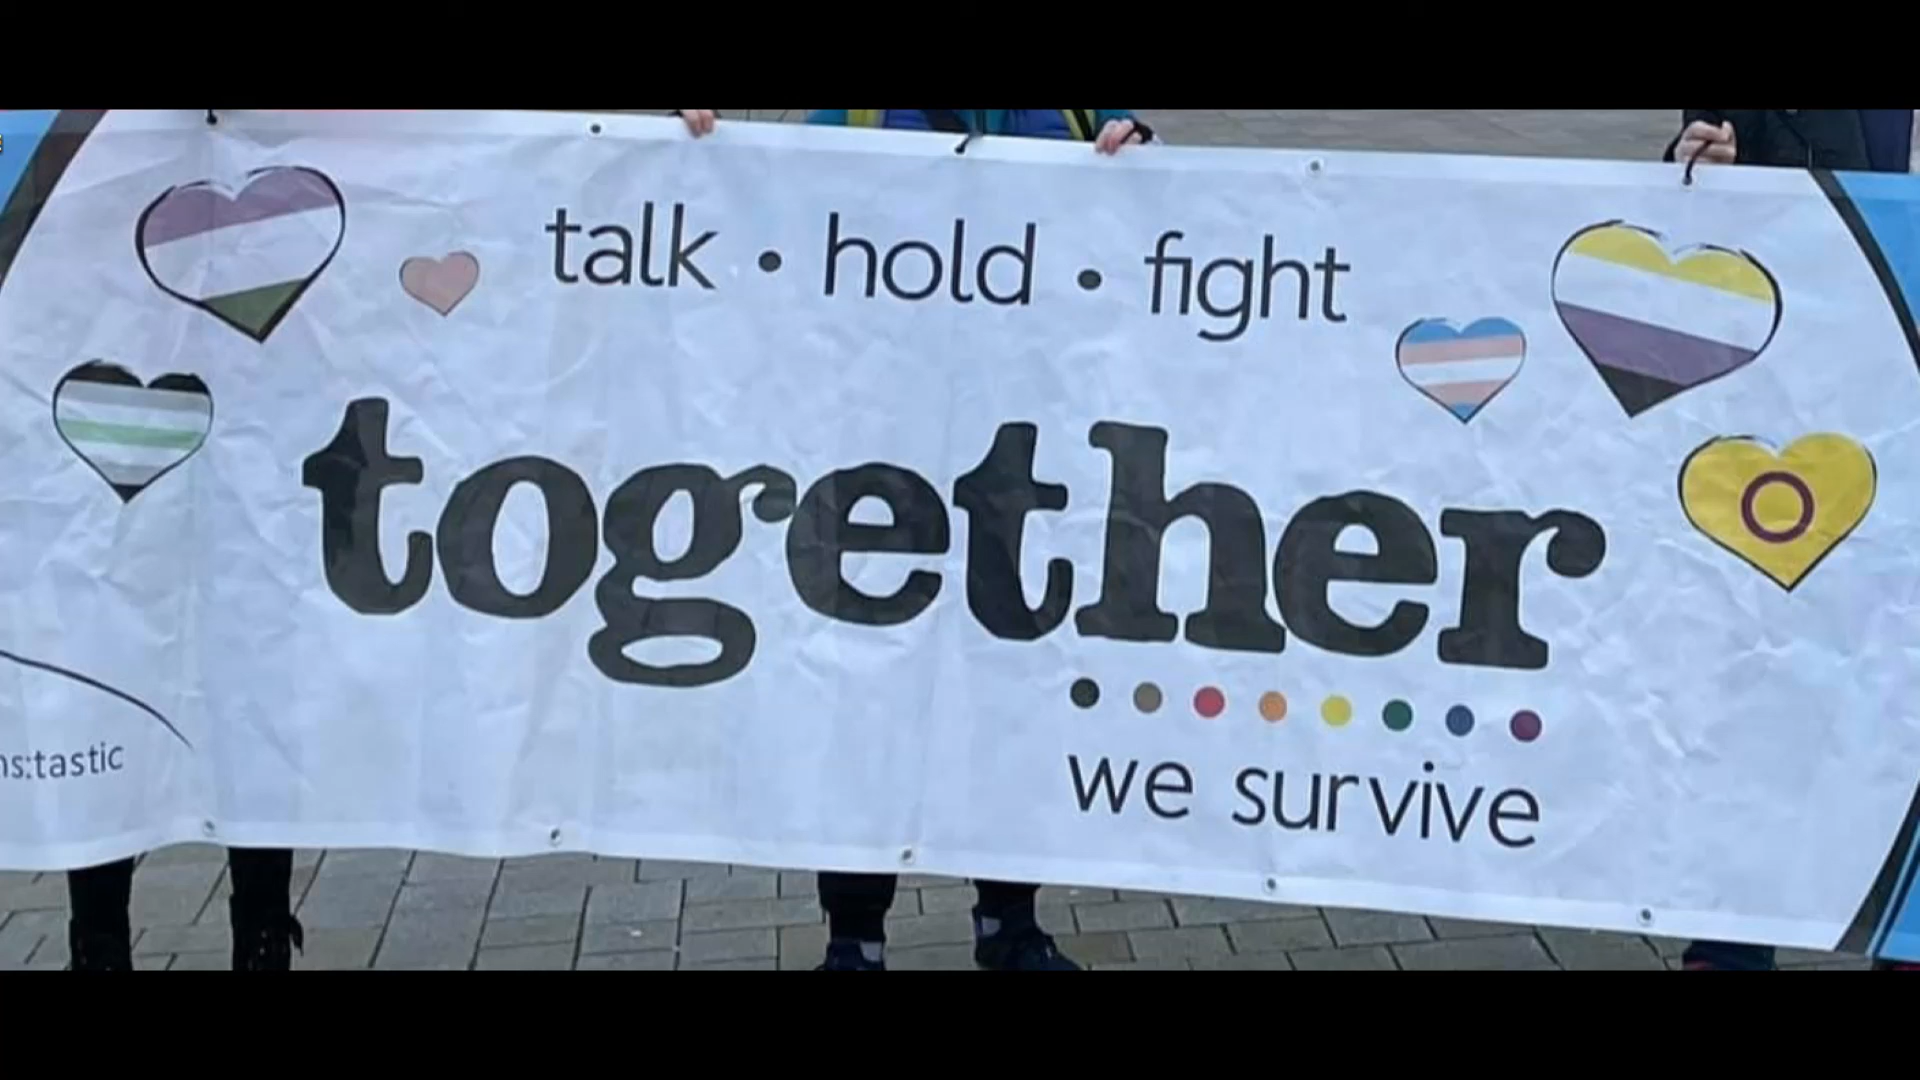 talk • hold • fight
together
we survive
ns:tastic